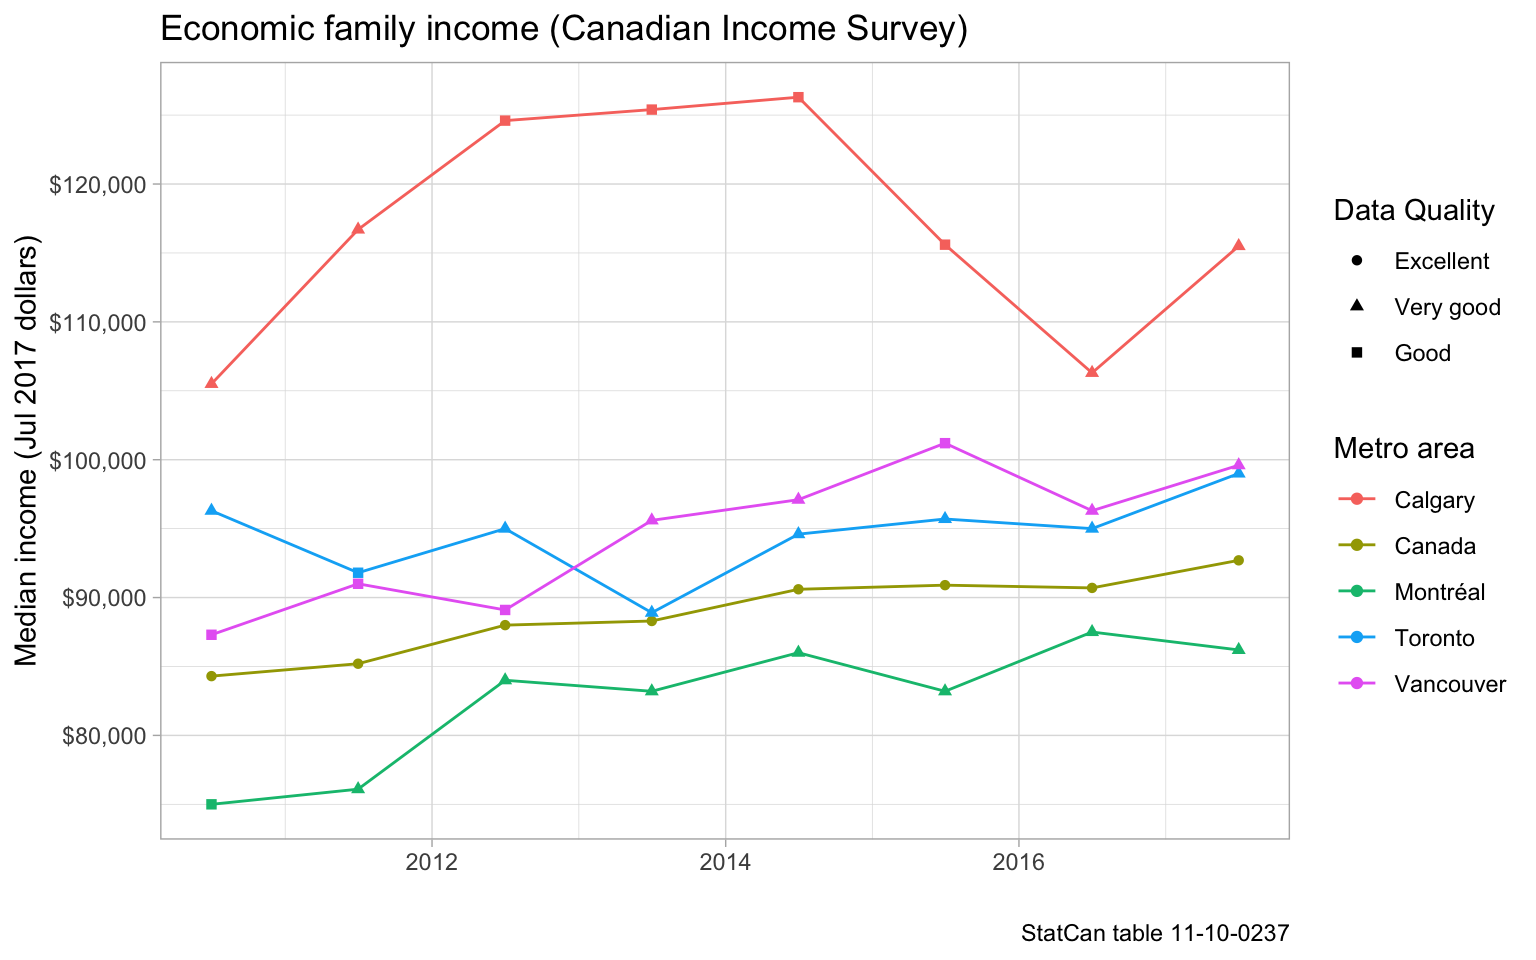 Economic family income (Canadian Income Survey)
Median income (Jul 2017 dollars)
$120,000
$110,000
$100,000
$90,000
$80,000
2012
2014
2016
Data Quality
Excellent
Very good
Good
Metro area
Calgary
Canada
Montréal
Toronto
Vancouver
StatCan table 11-10-0237